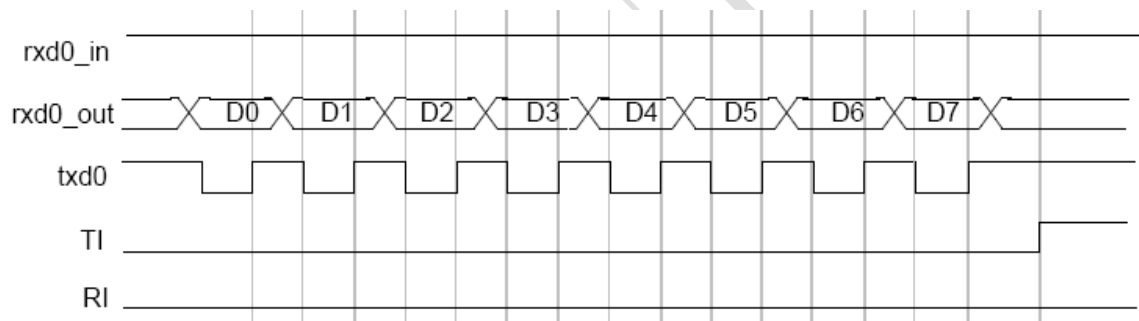 rxd0_in
rxd0_out D0 D1 D2 D3 D4 D5 D6 D7
txd0
TI
RI